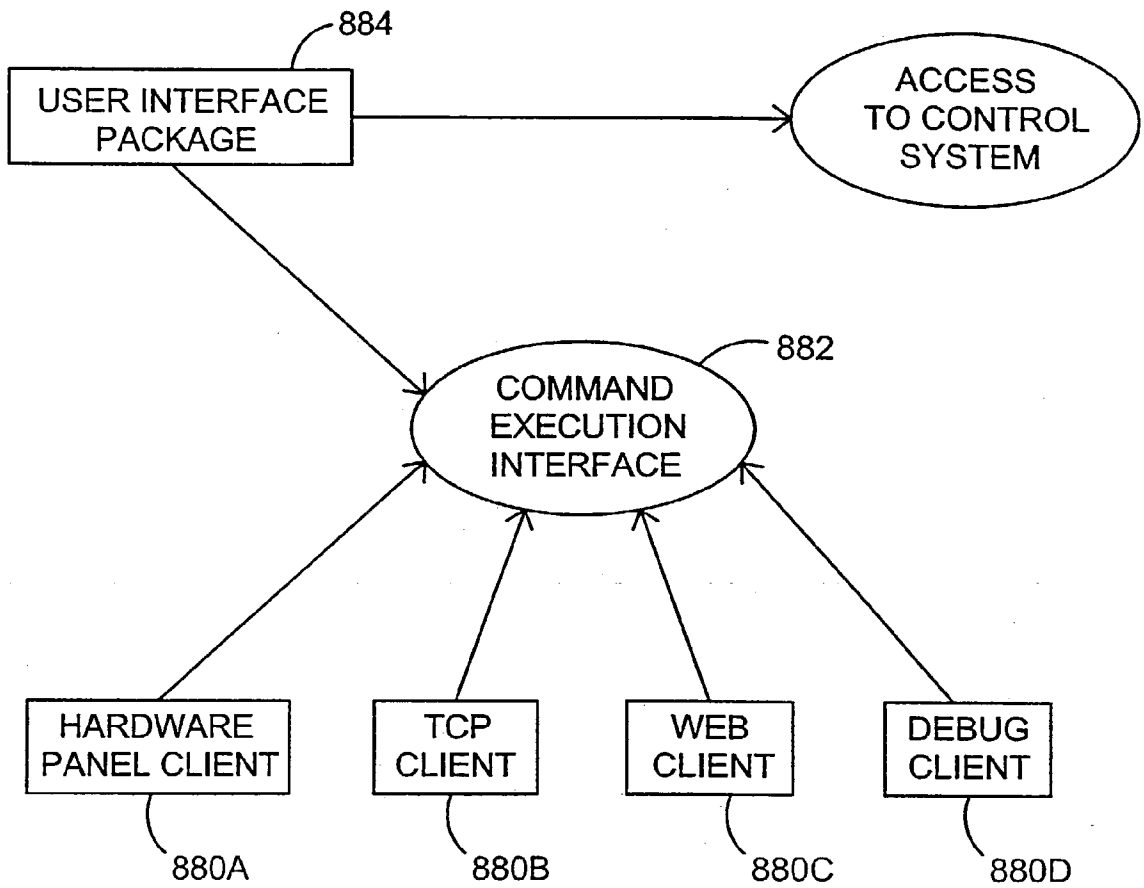 884
USER INTERFACE
PACKAGE
ACCESS
TO CONTROL
SYSTEM
882
COMMAND
EXECUTION
INTERFACE
HARDWARE
PANEL CLIENT
TCP
CLIENT
WEB
CLIENT
DEBUG
CLIENT
880A
880B
880C
880D